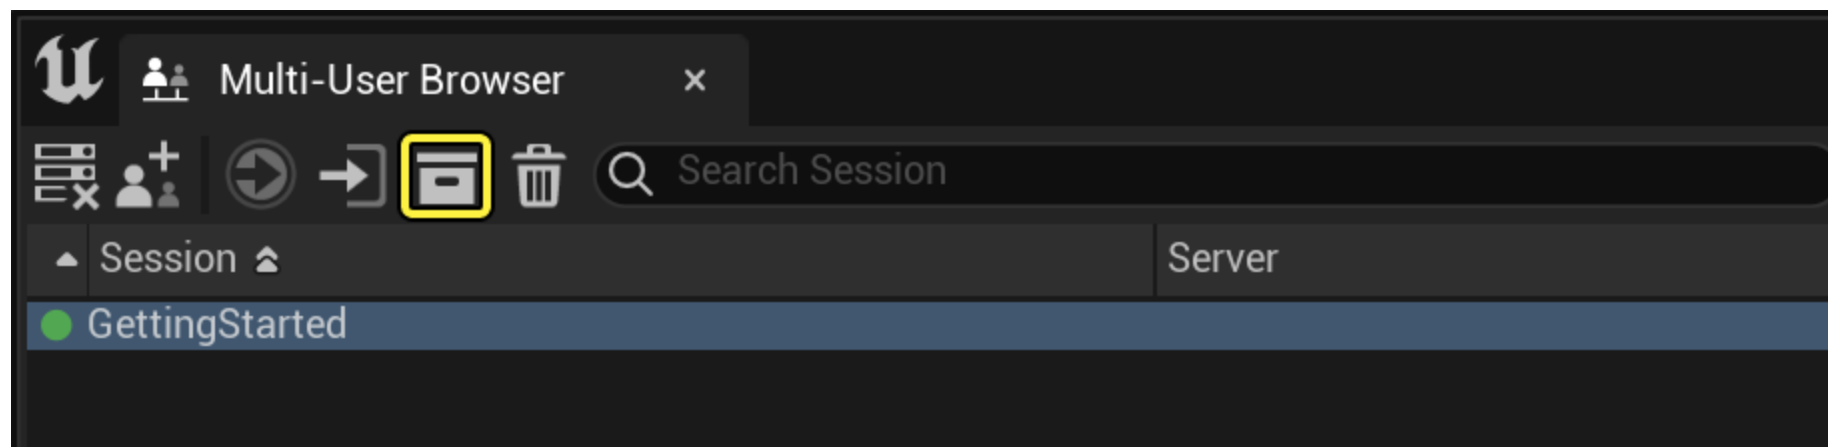 Multi-User Browser
Search Session
Session Server
GettingStarted